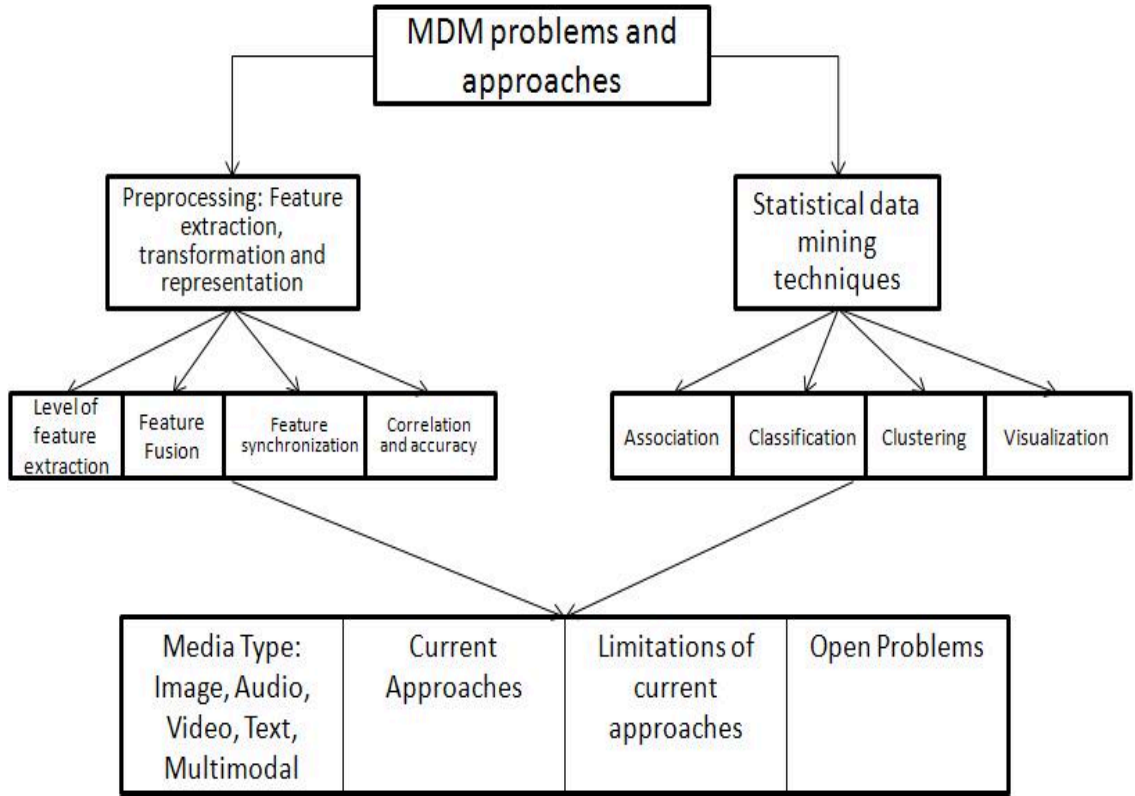 MDM problems and
approaches
Preprocessing: Feature
extraction,
transformation and
representation
Statistical data
mining
techniques
Level of
feature
extraction
Feature
Fusion
Feature
synchronization
Correlation
and accuracy
Association
Classification
Clustering
Visualization
Media Type:
Image, Audio,
Video, Text,
Multimodal
Current
Approaches
Limitations of
current
approaches
Open Problems